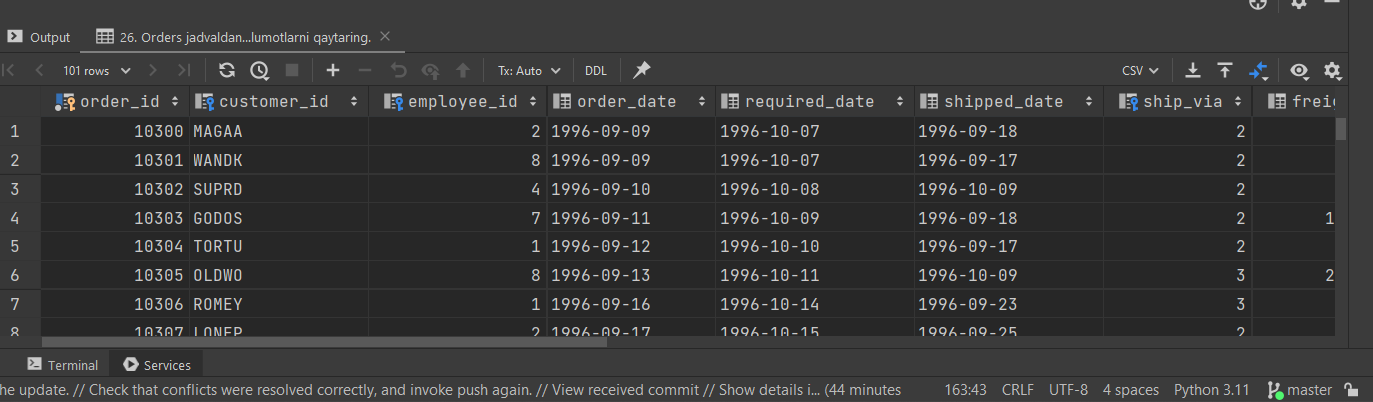 Output 26. Orders jadvaldan...lumotlarni qaytaring.
101 rows Tx: Auto DDL CSV
order_id customer_id employee_id order_date required_date shipped_date ship_via freig
1 10300 MAGAA 2 1996-09-09 1996-10-07 1996-09-18 2
2 10301 WANDK 8 1996-09-09 1996-10-07 1996-09-17 2
3 10302 SUPRD 4 1996-09-10 1996-10-08 1996-10-09 2
4 10303 GODOS 7 1996-09-11 1996-10-09 1996-09-18 2 1
5 10304 TORTU 1 1996-09-12 1996-10-10 1996-09-17 2
6 10305 OLDWO 8 1996-09-13 1996-10-11 1996-10-09 3 2
7 10306 ROMEY 1 1996-09-16 1996-10-14 1996-09-23 3
8 10307 LONEP 2 1996-09-17 1996-10-15 1996-09-25 2
Terminal Services
he update. // Check that conflicts were resolved correctly, and invoke push again. // View received commit // Show details i... (44 minutes 163:43 CRLF UTF-8 4 spaces Python 3.11 master